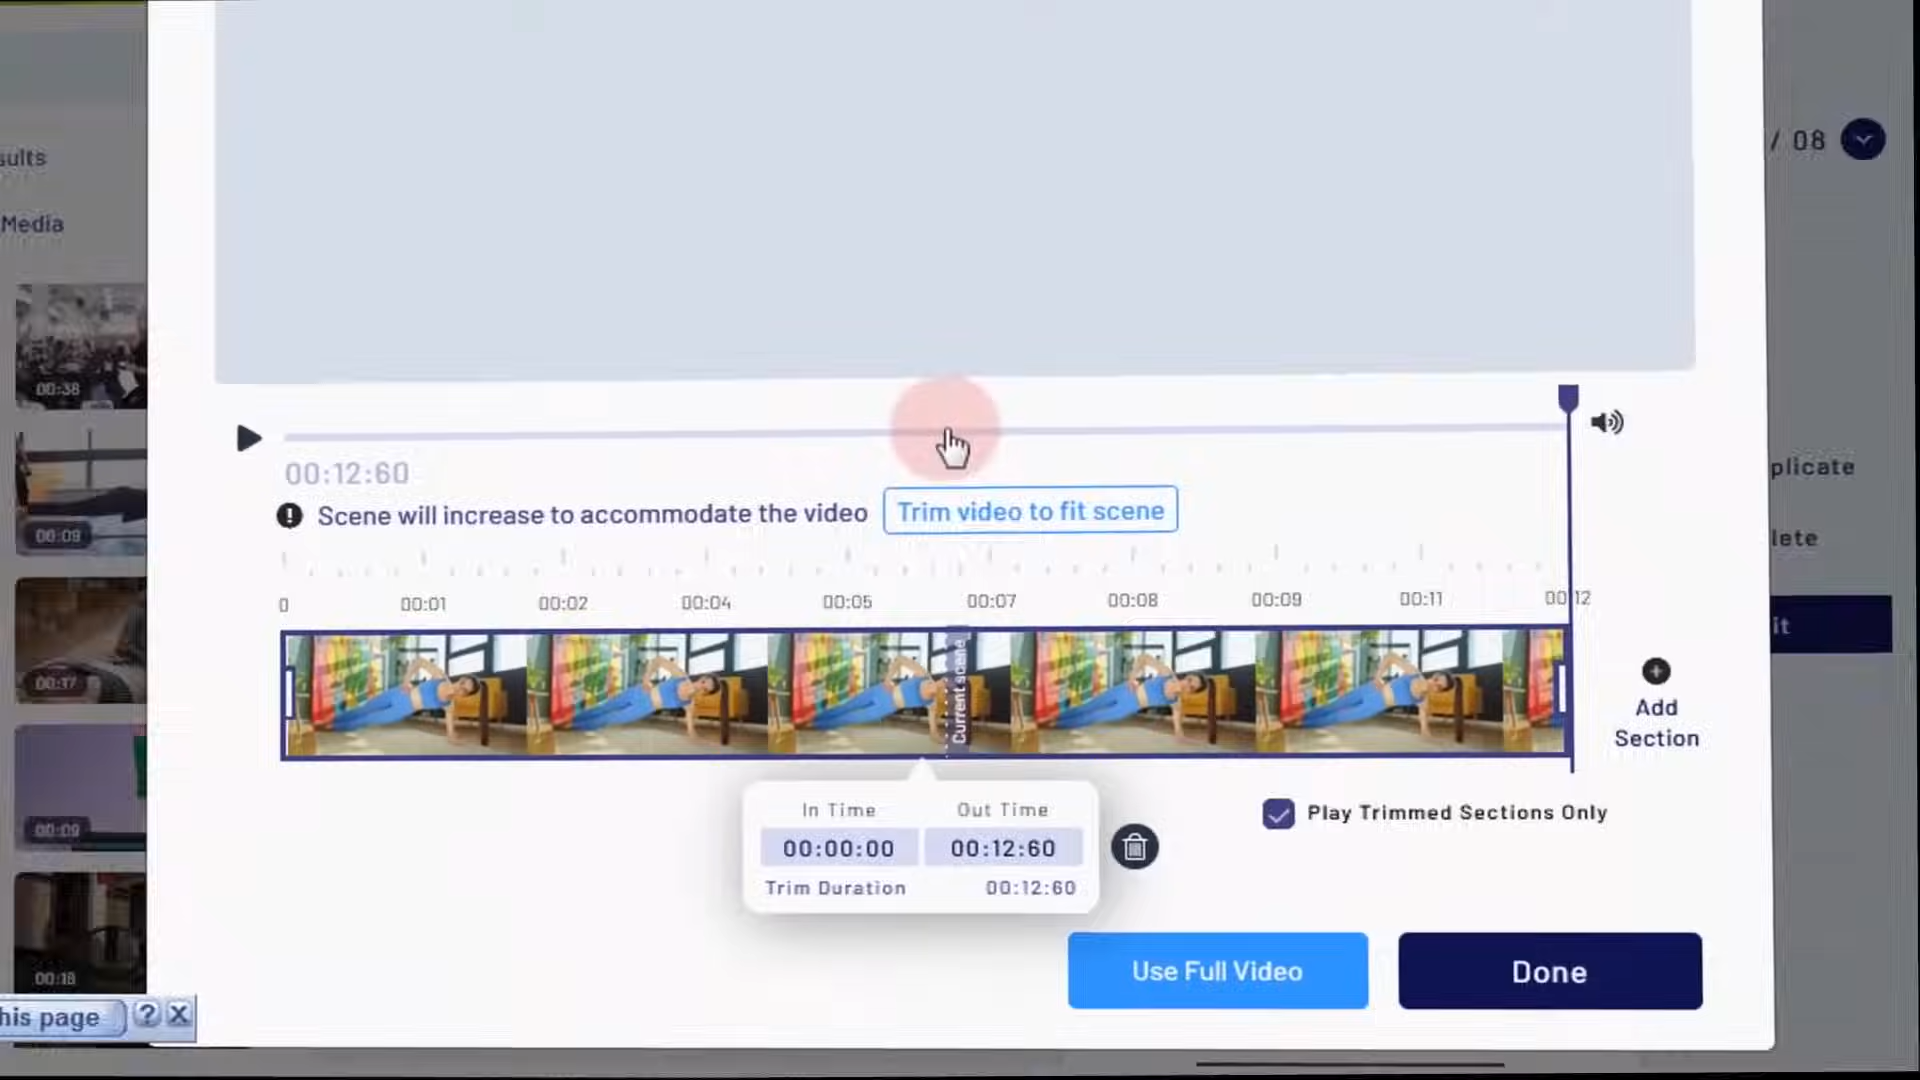 sults
/ 08
Media
00:38
plicate
00:12:60
Scene will increase to accommodate the video
Trim video to fit scene
00:09
lete
0
00:01
00:02
00:04
00:05
00:07
00:08
00:09
00:11
00:12
it
Current scene
00:17
Add
Section
In Time
Out Time
Play Trimmed Sections Only
00:09
00:00:00
00:12:60
Trim Duration
00:12:60
Use Full Video
Done
00:18
his page
? X